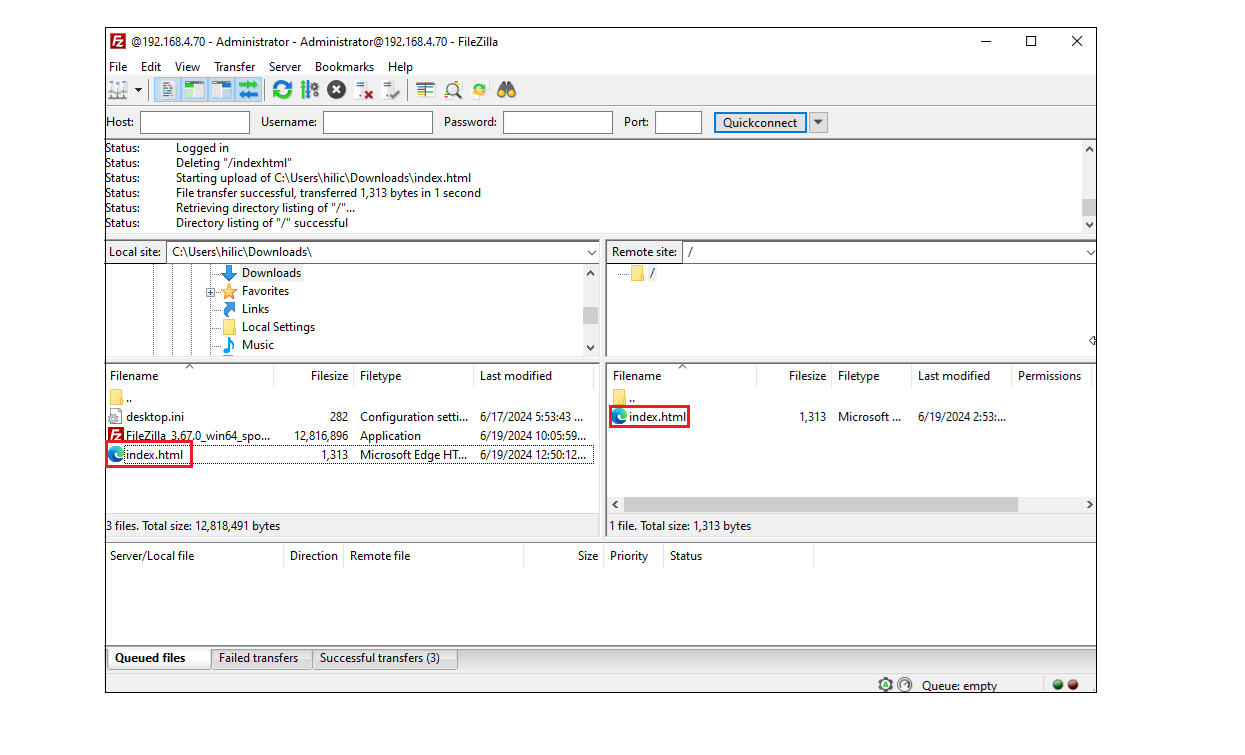 @192.168.4.70 - Administrator - Administrator@192.168.4.70 - FileZilla
File Edit View Transfer Server Bookmarks Help
Host: Username: Password: Port: Quickconnect
Status: Logged in
Status: Deleting "/indexhtml"
Status: Starting upload of C:\Users\hilic\Downloads\index.html
Status: File transfer successful, transferred 1,313 bytes in 1 second
Status: Retrieving directory listing of "/"...
Status: Directory listing of "/" successful
Local site: C:\Users\hilic\Downloads\
Downloads
Favorites
Links
Local Settings
Music
Remote site: /
/
Filename Filesize Filetype Last modified
..
desktop.ini 282 Configuration setti... 6/17/2024 5:53:43 ...
FileZilla_3.67.0_win64_spo... 12,816,896 Application 6/19/2024 10:05:59...
index.html 1,313 Microsoft Edge HT... 6/19/2024 12:50:12...
3 files. Total size: 12,818,491 bytes
Filename Filesize Filetype Last modified Permissions
..
index.html 1,313 Microsoft ... 6/19/2024 2:53:...
1 file. Total size: 1,313 bytes
Server/Local file Direction Remote file Size Priority Status
Queued files Failed transfers Successful transfers (3)
Queue: empty